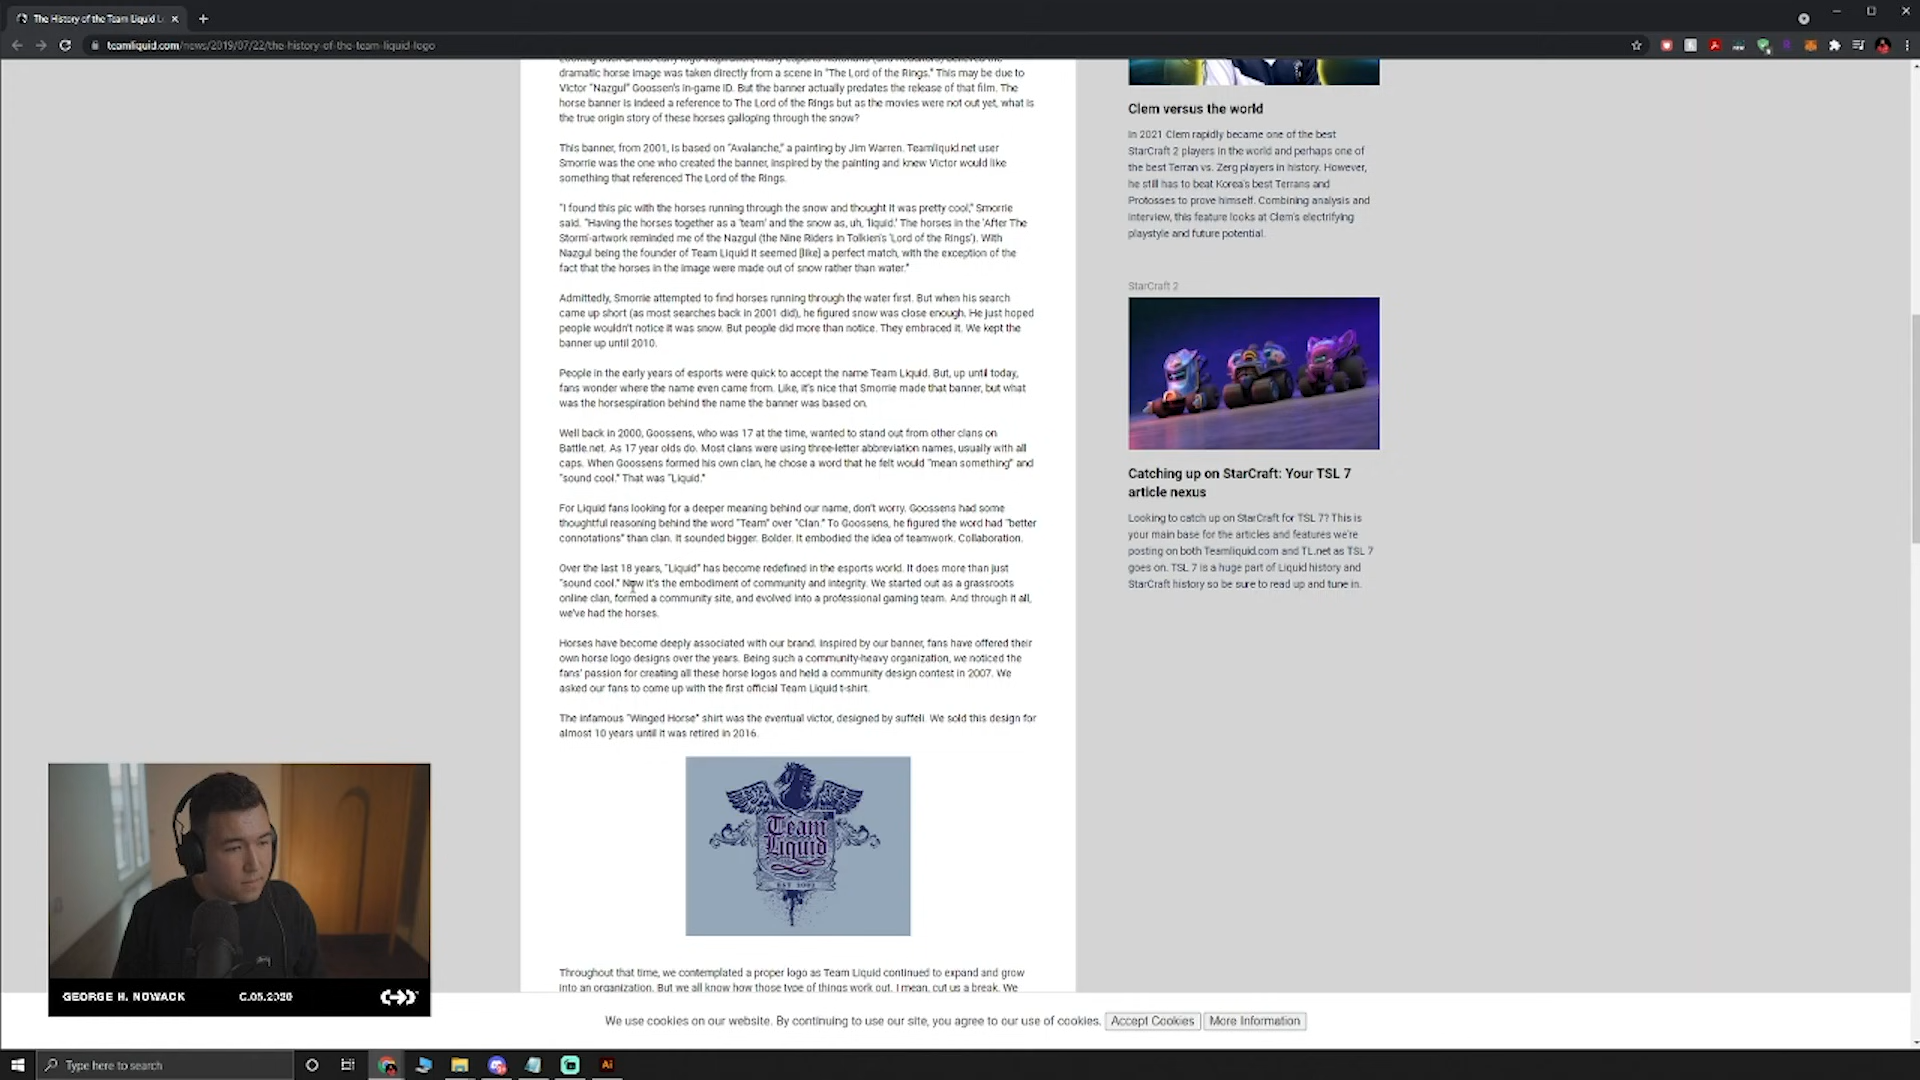 The History of the Team Liquid L
teamliquid.com/news/2019/07/22/the-history-of-the-team-liquid-logo
dramatic horse image was taken directly from a scene in "The Lord of the Rings." This may be due to
Victor "Nazgul" Goossen's in-game ID. But the banner actually predates the release of that film. The
horse banner is indeed a reference to The Lord of the Rings but as the movies were not out yet, what is
the true origin story of these horses galloping through the snow?
This banner, from 2001, is based on "Avalanche," a painting by Jim Warren. Teamliquid.net user
Smorrie was the one who created the banner, inspired by the painting and knew Victor would like
something that referenced The Lord of the Rings.
"I found this pic with the horses running through the snow and thought it was pretty cool," Smorrie
said. "Having the horses together as a 'team' and the snow as, uh, 'liquid.' The horses in the 'After The
Storm'-artwork reminded me of the Nazgul (the Nine Riders in Tolkien's 'Lord of the Rings'). With
Nazgul being the founder of Team Liquid it seemed [like] a perfect match, with the exception of the
fact that the horses in the image were made out of snow rather than water."
Admittedly, Smorrie attempted to find horses running through the water first. But when his search
came up short (as most searches back in 2001 did), he figured snow was close enough. He just hoped
people wouldn't notice it was snow. But people did more than notice. They embraced it. We kept the
banner up until 2010.
People in the early years of esports were quick to accept the name Team Liquid. But, up until today,
fans wonder where the name even came from. Like, it's nice that Smorrie made that banner, but what
was the horsespiration behind the name the banner was based on.
Well back in 2000, Goossens, who was 17 at the time, wanted to stand out from other clans on
Battle.net. As 17 year olds do. Most clans were using three-letter abbreviation names, usually with all
caps. When Goossens formed his own clan, he chose a word that he felt would "mean something" and
"sound cool." That was "Liquid."
For Liquid fans looking for a deeper meaning behind our name, don't worry. Goossens had some
thoughtful reasoning behind the word "Team" over "Clan." To Goossens, he figured the word had "better
connotations" than clan. It sounded bigger. Bolder. It embodied the idea of teamwork. Collaboration.
Over the last 18 years, "Liquid" has become redefined in the esports world. It does more than just
"sound cool." Now it's the embodiment of community and integrity. We started out as a grassroots
online clan, formed a community site, and evolved into a professional gaming team. And through it all,
we've had the horses.
Horses have become deeply associated with our brand. Inspired by our banner, fans have offered their
own horse logo designs over the years. Being such a community-heavy organization, we noticed the
fans' passion for creating all these horse logos and held a community design contest in 2007. We
asked our fans to come up with the first official Team Liquid t-shirt.
The infamous "Winged Horse" shirt was the eventual victor, designed by suffeli. We sold this design for
almost 10 years until it was retired in 2016.
Team
Liquid
Throughout that time, we contemplated a proper logo as Team Liquid continued to expand and grow
into an organization. But we all know how those type of things work out. I mean, cut us a break. We
Clem versus the world
In 2021 Clem rapidly became one of the best
StarCraft 2 players in the world and perhaps one of
the best Terran vs. Zerg players in history. However,
he still has to beat Korea's best Terrans and
Protosses to prove himself. Combining analysis and
interview, this feature looks at Clem's electrifying
playstyle and future potential.
StarCraft 2
Catching up on StarCraft: Your TSL 7
article nexus
Looking to catch up on StarCraft for TSL 7? This is
your main base for the articles and features we're
posting on both Teamliquid.com and TL.net as TSL 7
goes on. TSL 7 is a huge part of Liquid history and
StarCraft history so be sure to read up and tune in.
GEORGE H. NOWACK C.05.2020
We use cookies on our website. By continuing to use our site, you agree to our use of cookies. Accept Cookies More Information
Type here to search
Ai